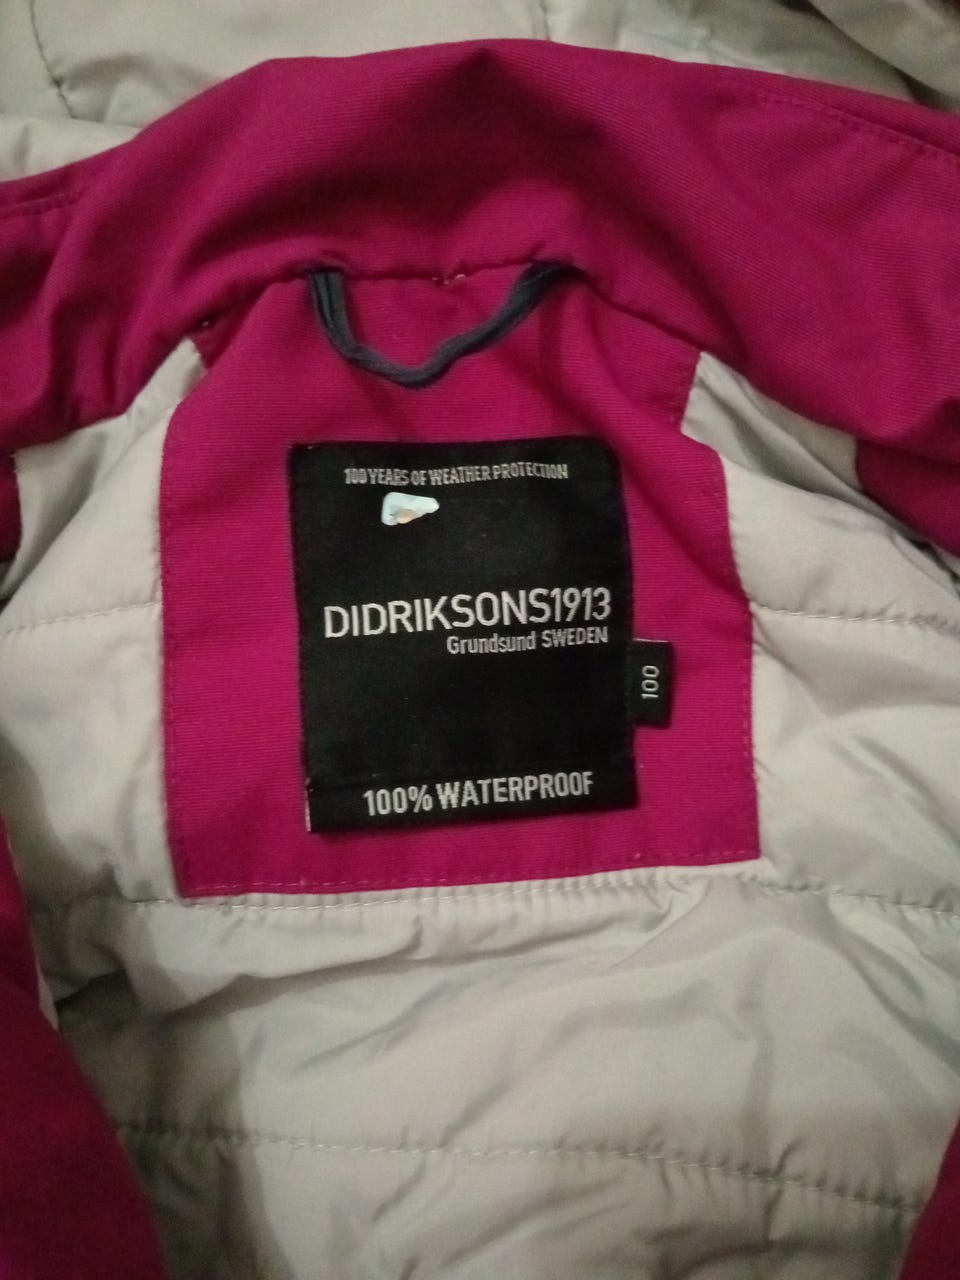 100 YEARS OF WEATHER PROTECTION
DIDRIKSONS1913
Grundsund SWEDEN
100
100% WATERPROOF